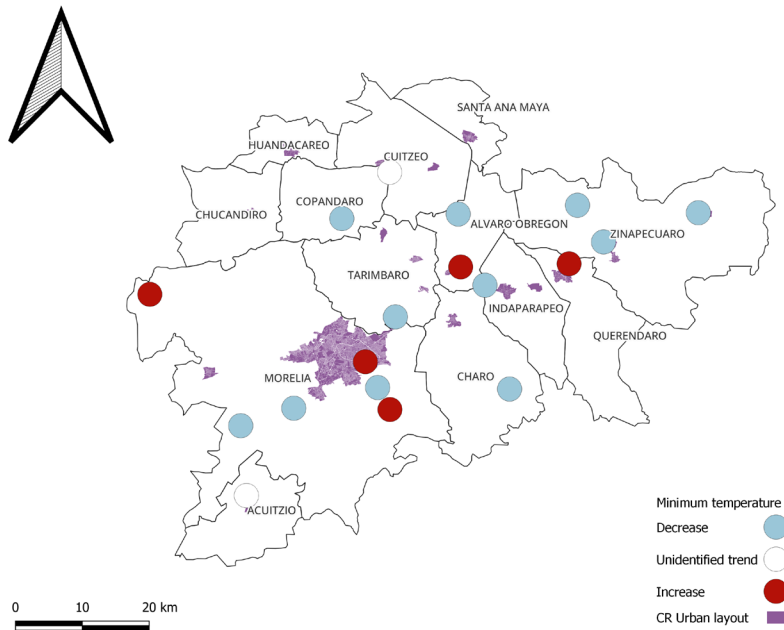 SANTA ANA MAYA
HUANDACAREO
CUITZEO
COPANDARO
CHUCANDIRO
ALVARO OBREGON
ZINAPECUARO
TARIMBARO
INDAPARAPEO
QUERENDARO
MORELIA
CHARO
ACUITZIO
Minimum temperature
Decrease
Unidentified trend
Increase
CR Urban layout
0 10 20 km